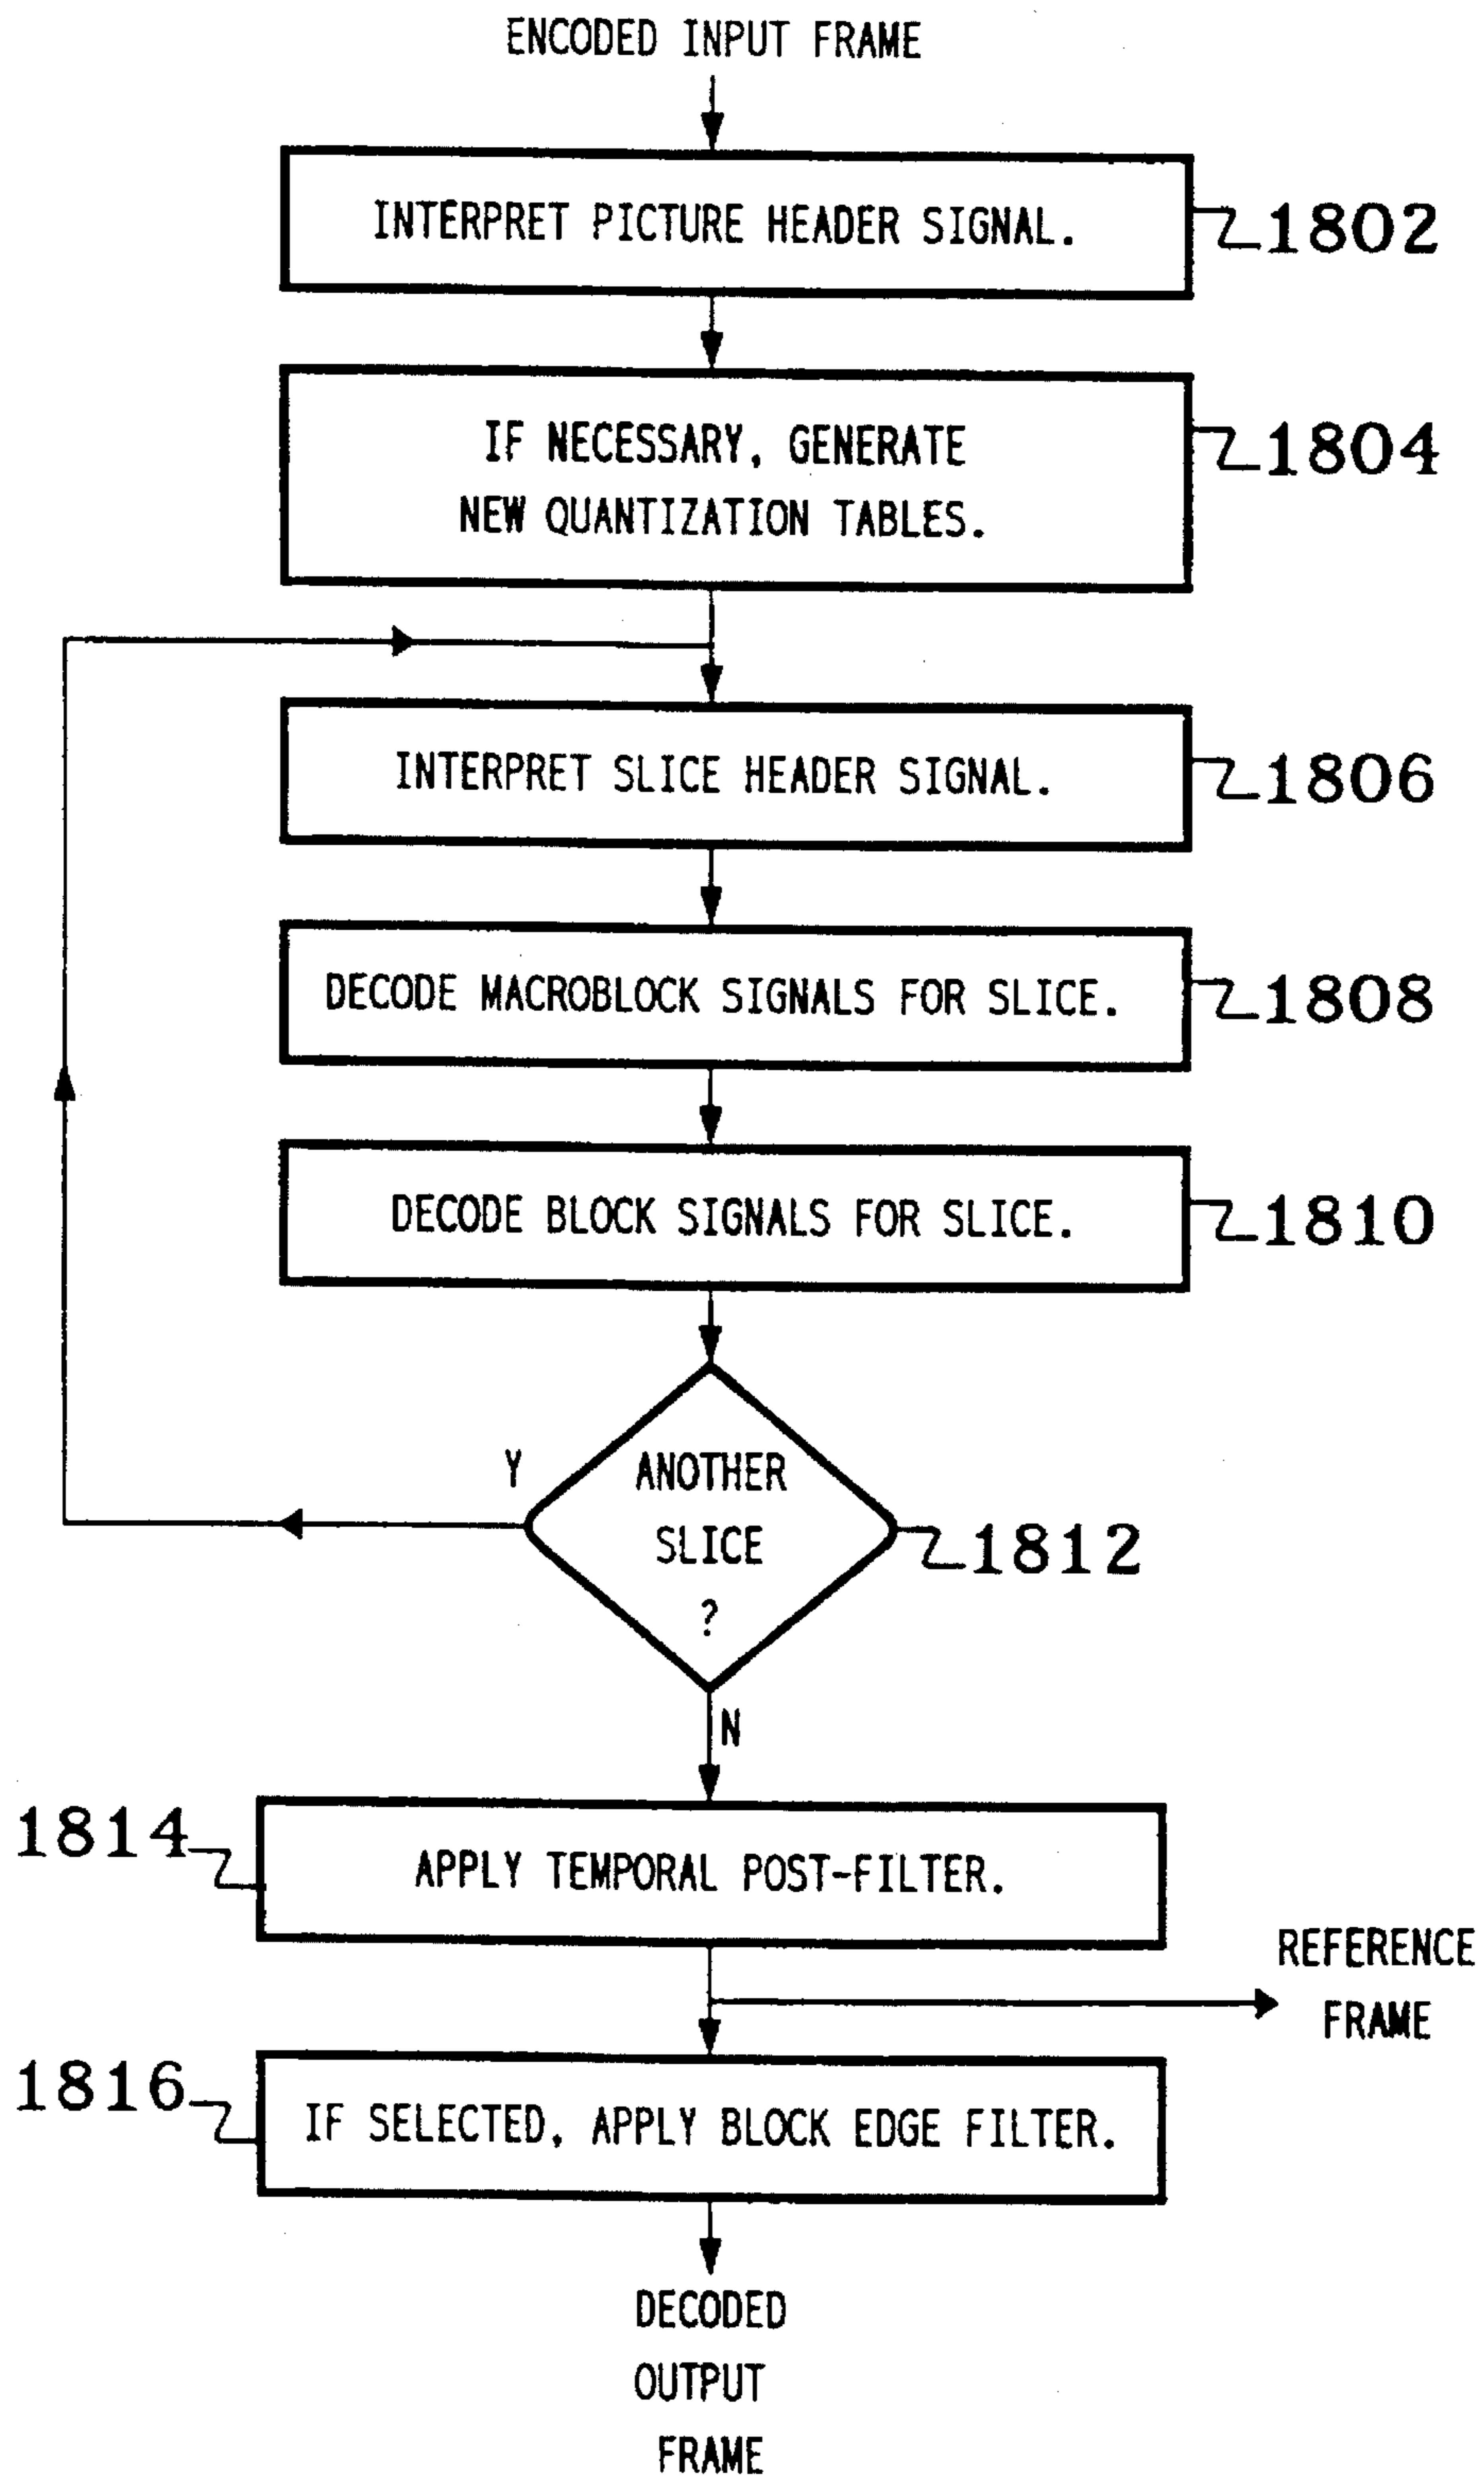 ENCODED INPUT FRAME
INTERPRET PICTURE HEADER SIGNAL.
1802
IF NECESSARY, GENERATE
NEW QUANTIZATION TABLES.
1804
INTERPRET SLICE HEADER SIGNAL.
1806
DECODE MACROBLOCK SIGNALS FOR SLICE.
1808
DECODE BLOCK SIGNALS FOR SLICE.
1810
Y
ANOTHER
SLICE
?
1812
N
1814
APPLY TEMPORAL POST-FILTER.
REFERENCE
FRAME
1816
IF SELECTED, APPLY BLOCK EDGE FILTER.
DECODED
OUTPUT
FRAME